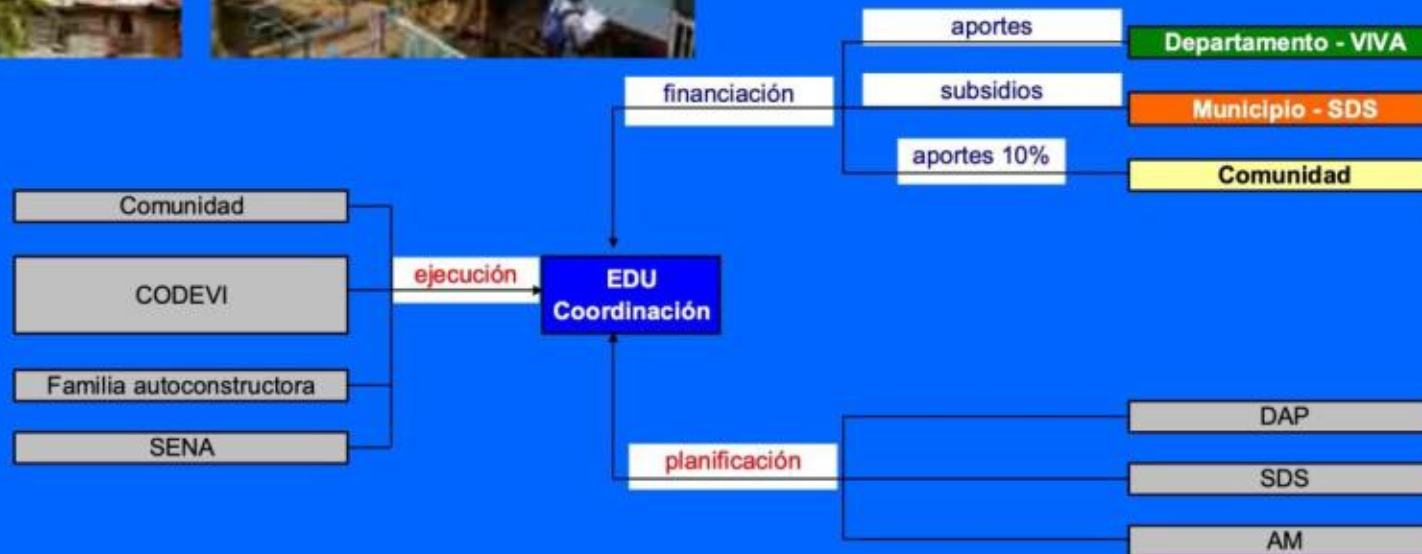 aportes
Departamento - VIVA
financiación
subsidios
Municipio - SDS
aportes 10%
Comunidad
Comunidad
CODEVI
ejecución
EDU
Coordinación
Familia autoconstructora
SENA
planificación
DAP
SDS
AM